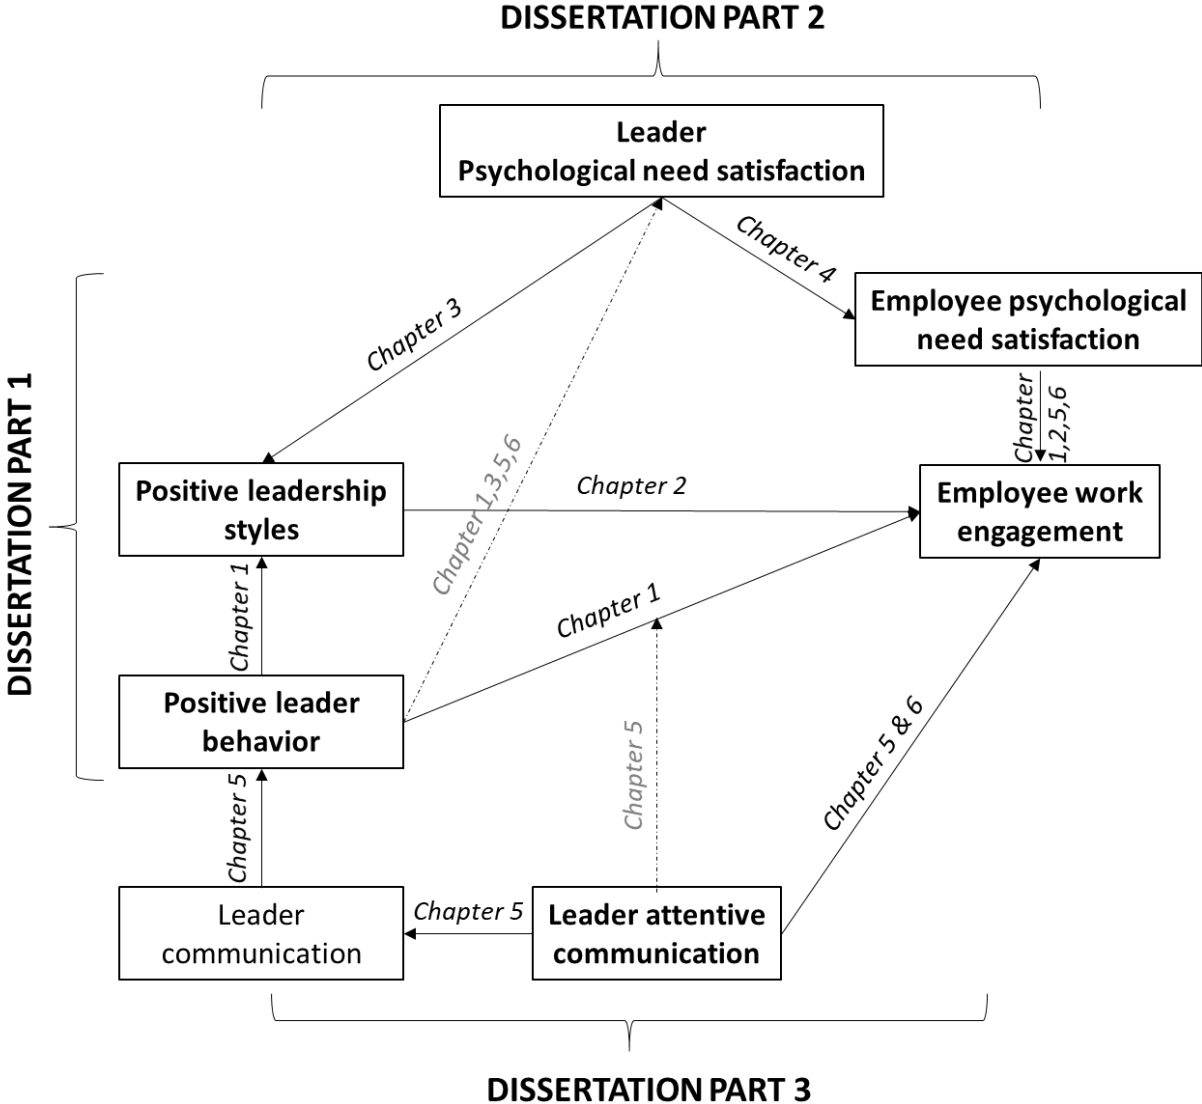 DISSERTATION PART 2
Leader
Psychological need satisfaction
Chapter 4
Employee psychological
need satisfaction
Chapter 3
DISSERTATION PART 1
Chapter
1,2,5,6
Chapter 1,3,5,6
Positive leadership
styles
Chapter 2
Employee work
engagement
Chapter 1
Chapter 1
Positive leader
behavior
Chapter 5
Chapter 5
Chapter 5 & 6
Leader
communication
Chapter 5
Leader attentive
communication
DISSERTATION PART 3